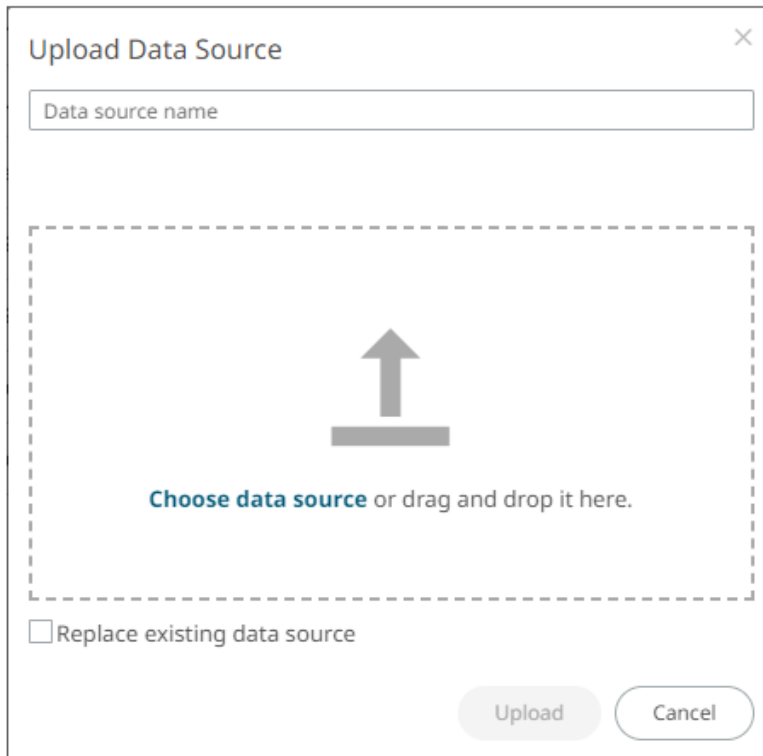 Upload Data Source
Data source name
Choose data source or drag and drop it here.
Replace existing data source
Upload
Cancel